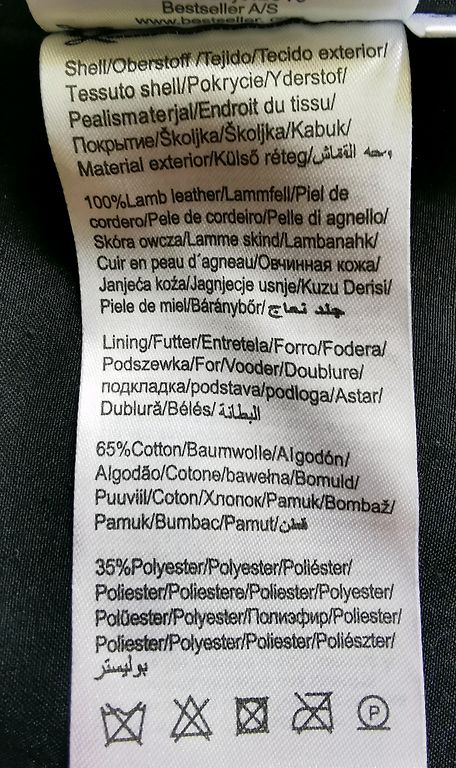 Bestseller A/S
www.bestseller.
Shell/Oberstoff/Tejido/Tecido exterior/
Tessuto shell/Pokrycie/Yderstof/
Pealismaterjal/Endroit du tissu/
Покрытие/Školjka/Školjka/Kabuk/
Material exterior/Külső réteg/وجه القماش
100%Lamb leather/Lammfell/Piel de
cordero/Pele de cordeiro/Pelle di agnello/
Skóra owcza/Lamme skind/Lambanahk/
Cuir en peau d´agneau/Овчинная кожа/
Janjeća koža/Jagnjecje usnje/Kuzu Derisi/
Piele de miel/Báránybőr/جلد نعاج
Lining/Futter/Entretela/Forro/Fodera/
Podszewka/For/Vooder/Doublure/
подкладка/podstava/podloga/Astar/
Dublură/Bélés/البطانة
65%Cotton/Baumwolle/Algodón/
Algodão/Cotone/bawełna/Bomuld/
Puuviil/Coton/Хлопок/Pamuk/Bombaž/
Pamuk/Bumbac/Pamut/قطن
35%Polyester/Polyester/Poliéster/
Poliester/Poliestere/Poliester/Polyester/
Polüester/Polyester/Полиэфир/Poliester/
Poliester/Polyester/Poliester/Poliészter/
بوليستر
P